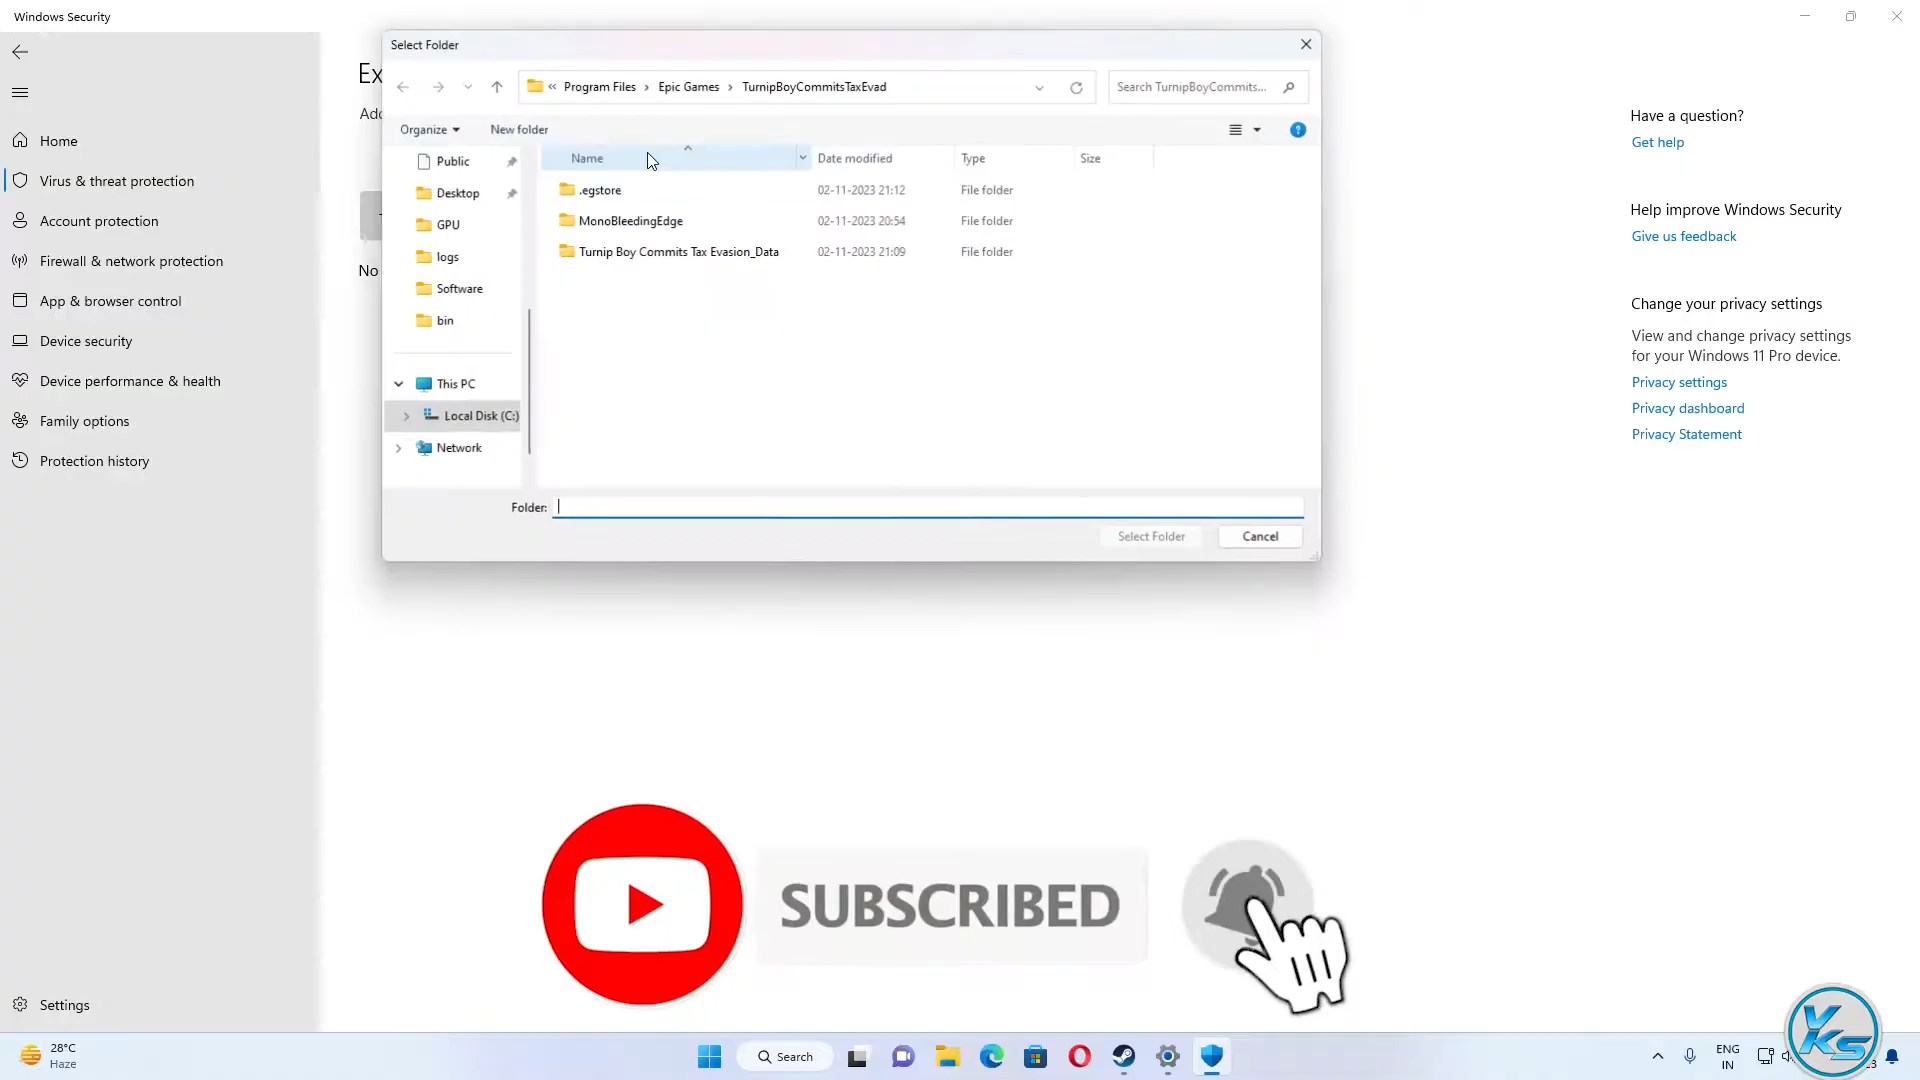 Windows Security
Select Folder
Ex
« Program Files › Epic Games › TurnipBoyCommitsTaxEvad
Search TurnipBoyCommits...
Add
Organize
New folder
Name
Date modified
Type
Size
Public
Desktop
GPU
logs
Software
bin
This PC
Local Disk (C:)
Network
.egstore 02-11-2023 21:12 File folder
MonoBleedingEdge 02-11-2023 20:54 File folder
Turnip Boy Commits Tax Evasion_Data 02-11-2023 21:09 File folder
Folder:
Select Folder
Cancel
No
Home
Virus & threat protection
Account protection
Firewall & network protection
App & browser control
Device security
Device performance & health
Family options
Protection history
Settings
Have a question?
Get help
Help improve Windows Security
Give us feedback
Change your privacy settings
View and change privacy settings
for your Windows 11 Pro device.
Privacy settings
Privacy dashboard
Privacy Statement
SUBSCRIBED
28°C
Haze
Search
ENG
IN
YKS